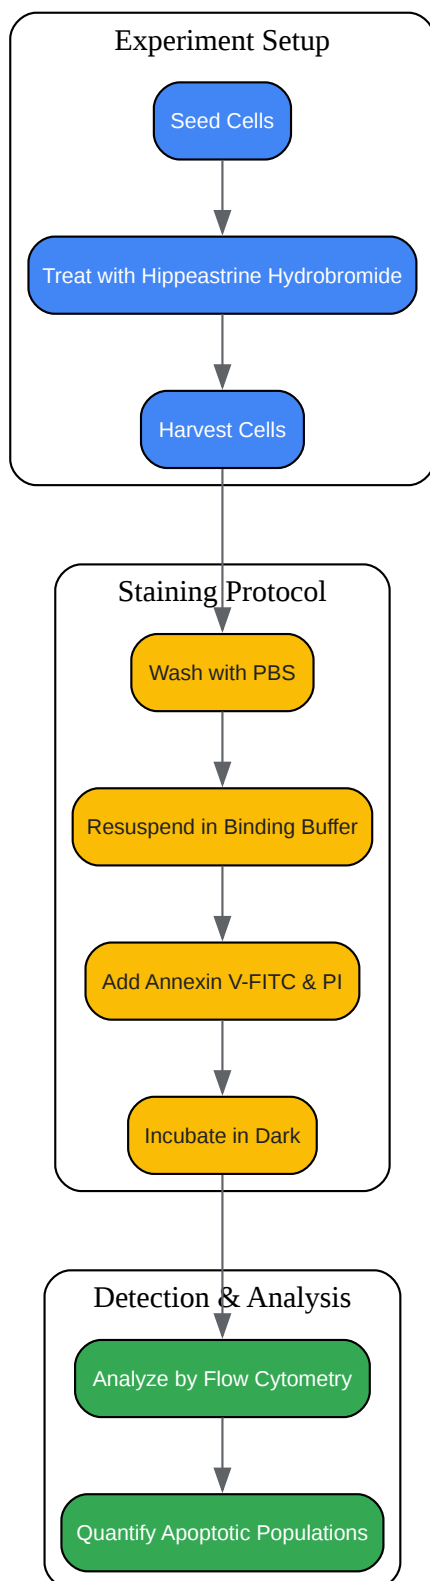 Experiment Setup
Seed Cells
Treat with Hippeastrine Hydrobromide
Harvest Cells
Staining Protocol
Wash with PBS
Resuspend in Binding Buffer
Add Annexin V-FITC & PI
Incubate in Dark
Detection & Analysis
Analyze by Flow Cytometry
Quantify Apoptotic Populations